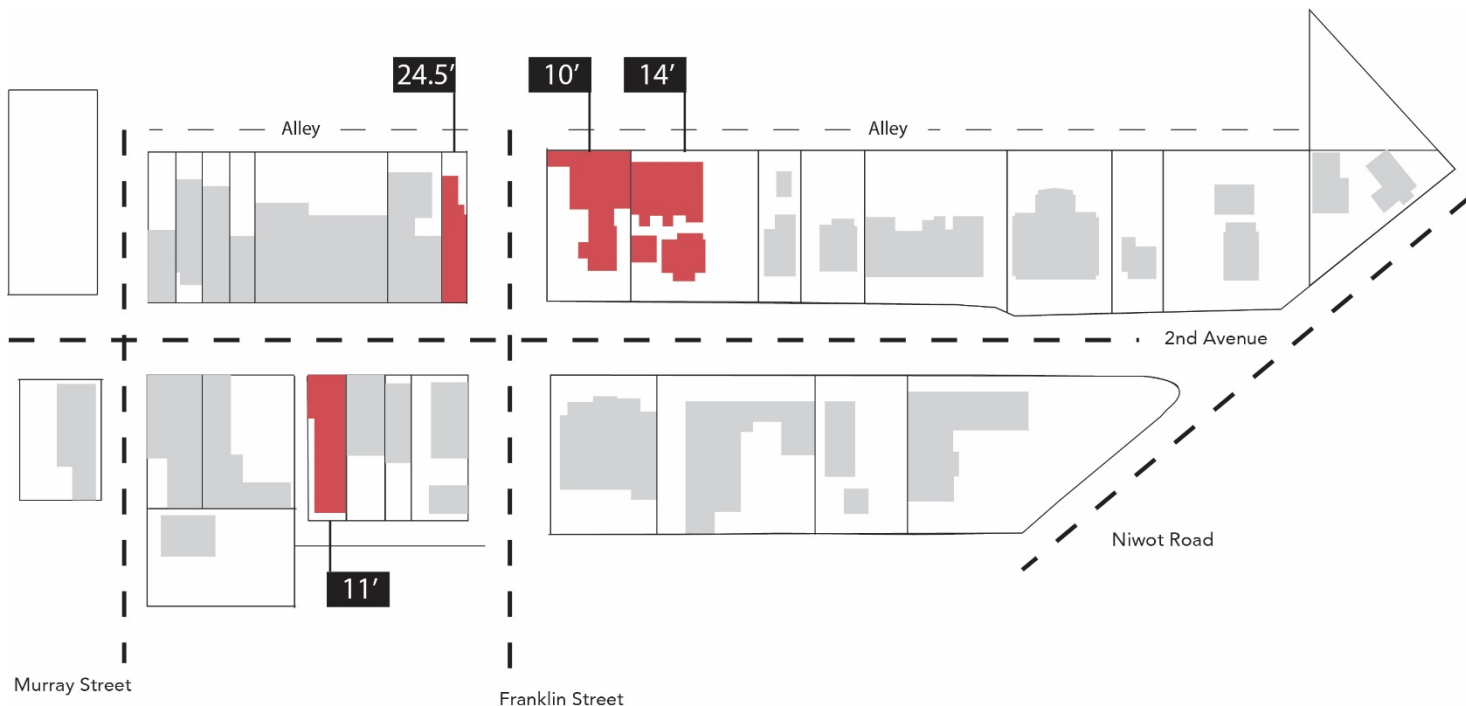 24.5’
10’
14’
Alley
Alley
2nd Avenue
Niwot Road
11’
Murray Street
Franklin Street